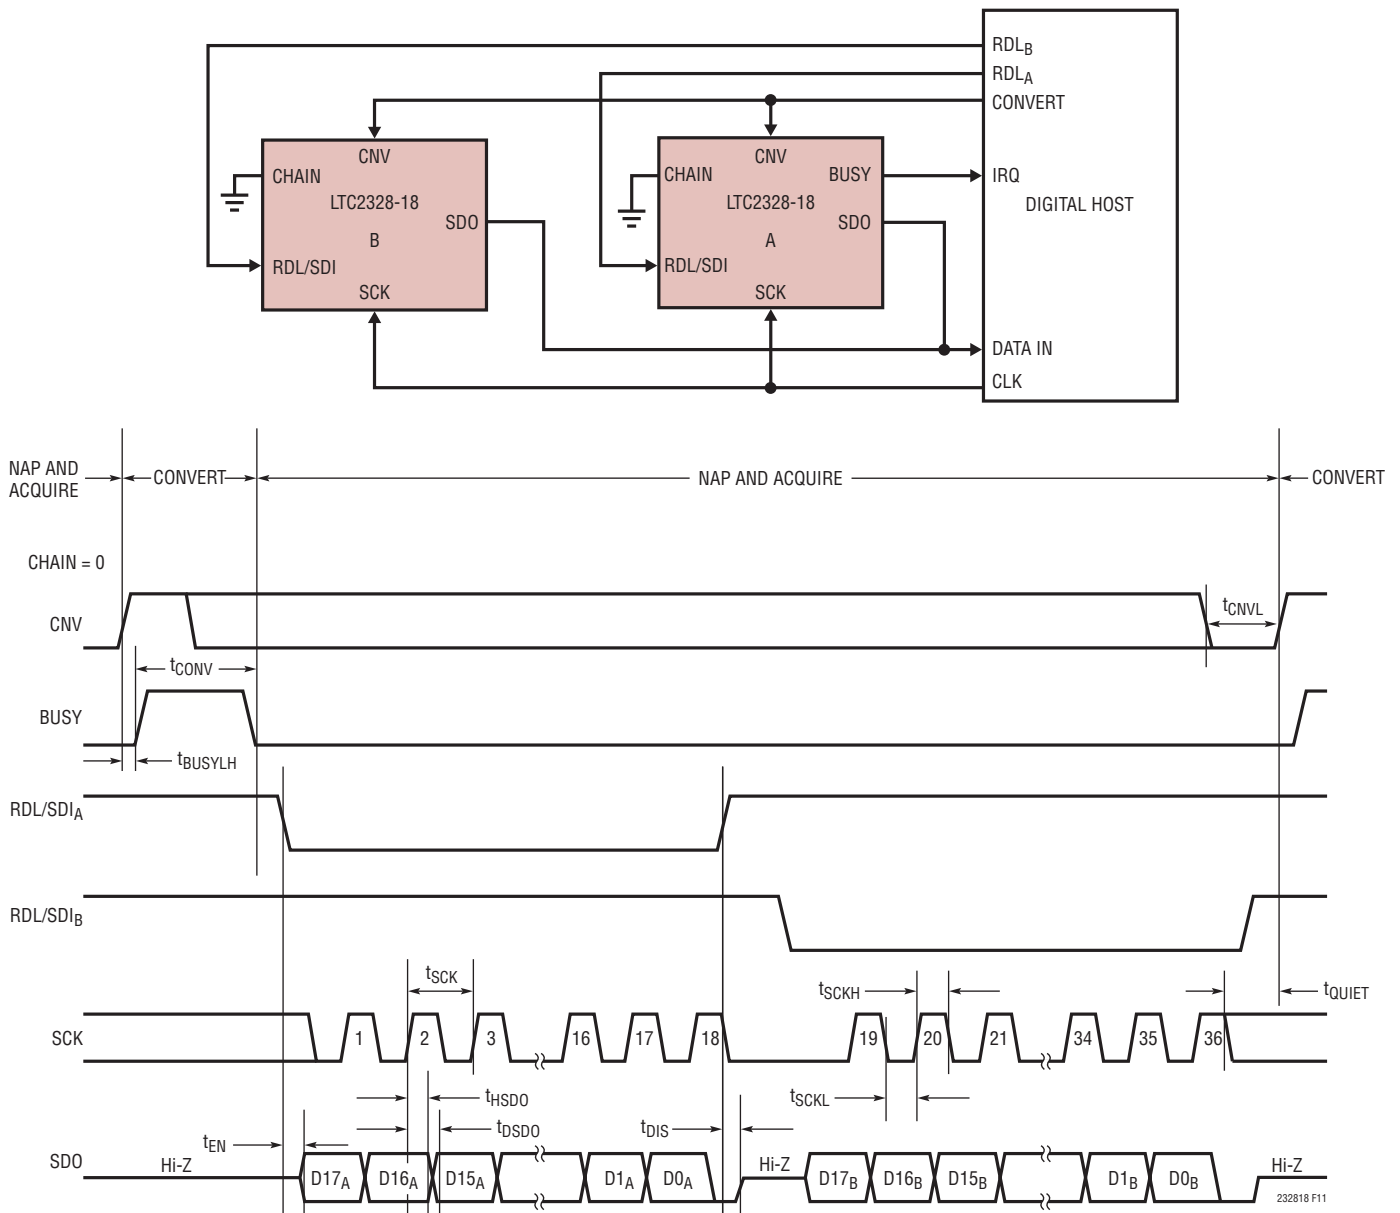 RDLB
RDLA
CONVERT
CNV
CNV
CHAIN
CHAIN
BUSY
IRQ
LTC2328-18
LTC2328-18
DIGITAL HOST
SDO
SDO
B
A
RDL/SDI
RDL/SDI
SCK
SCK
DATA IN
CLK
NAP AND
ACQUIRE
CONVERT
NAP AND ACQUIRE
CONVERT
CHAIN = 0
CNV
tCNVL
tCONV
BUSY
tBUSYLH
RDL/SDIA
RDL/SDIB
tSCK
tSCKH
tQUIET
SCK
1
2
3
16
17
18
19
20
21
34
35
36
tHSDO
tSCKL
tEN
tDSDO
tDIS
SDO
Hi-Z
D17A
D16A
D15A
D1A
D0A
Hi-Z
D17B
D16B
D15B
D1B
D0B
Hi-Z
232818 F11